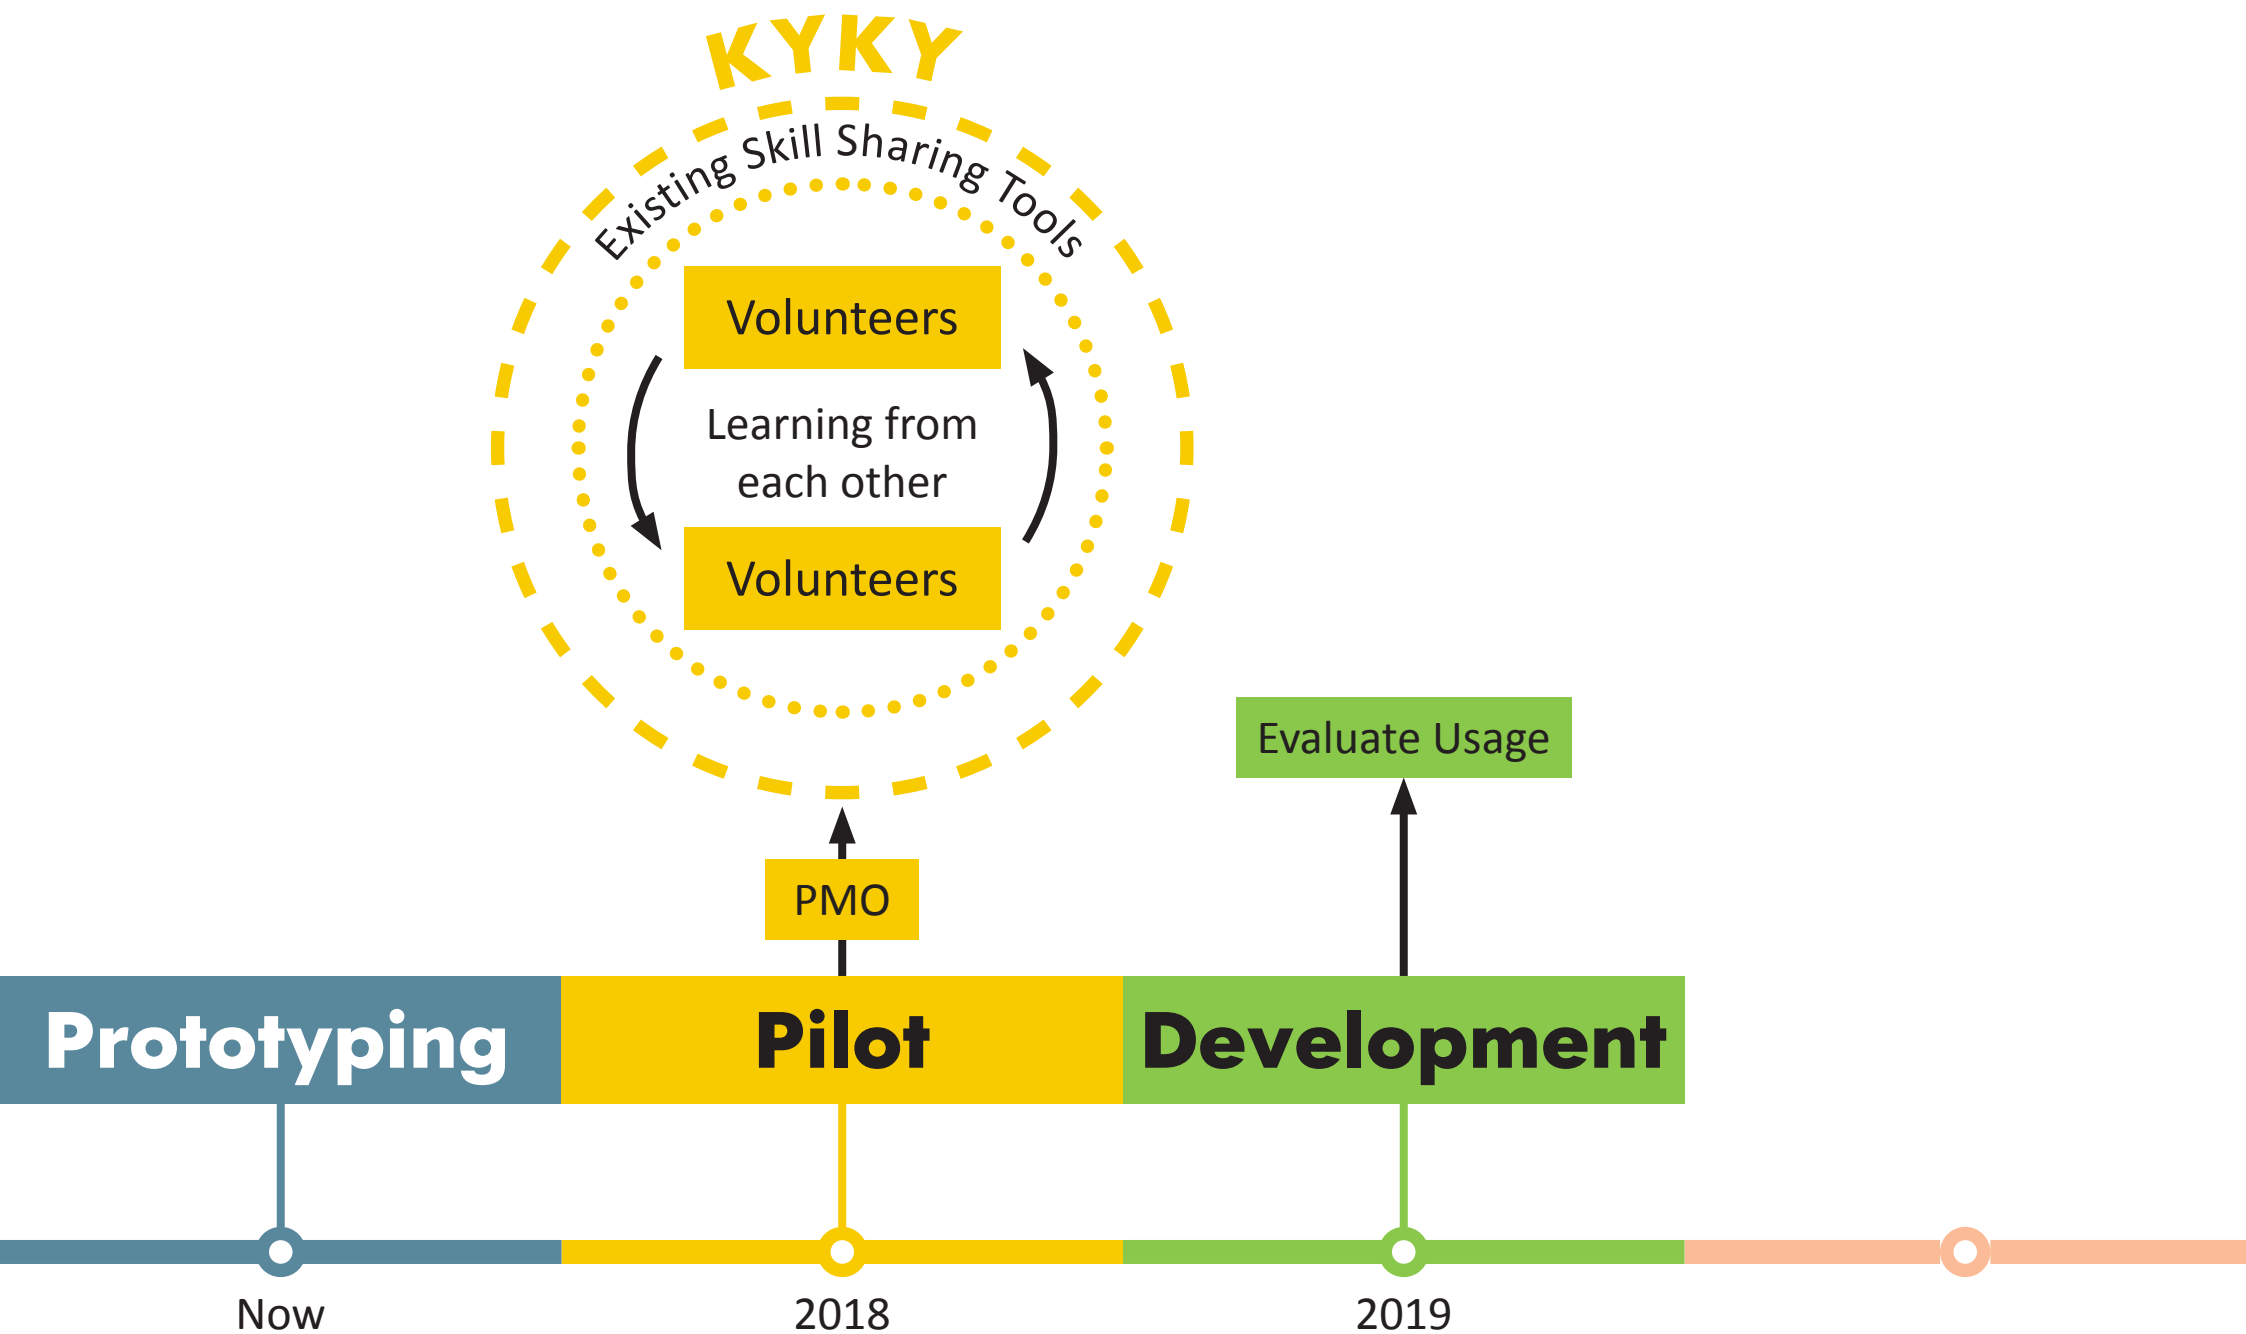 KYKY
Existing Skill Sharing Tools
Volunteers
Learning from
each other
Volunteers
Evaluate Usage
PMO
Prototyping
Pilot
Development
Now
2018
2019